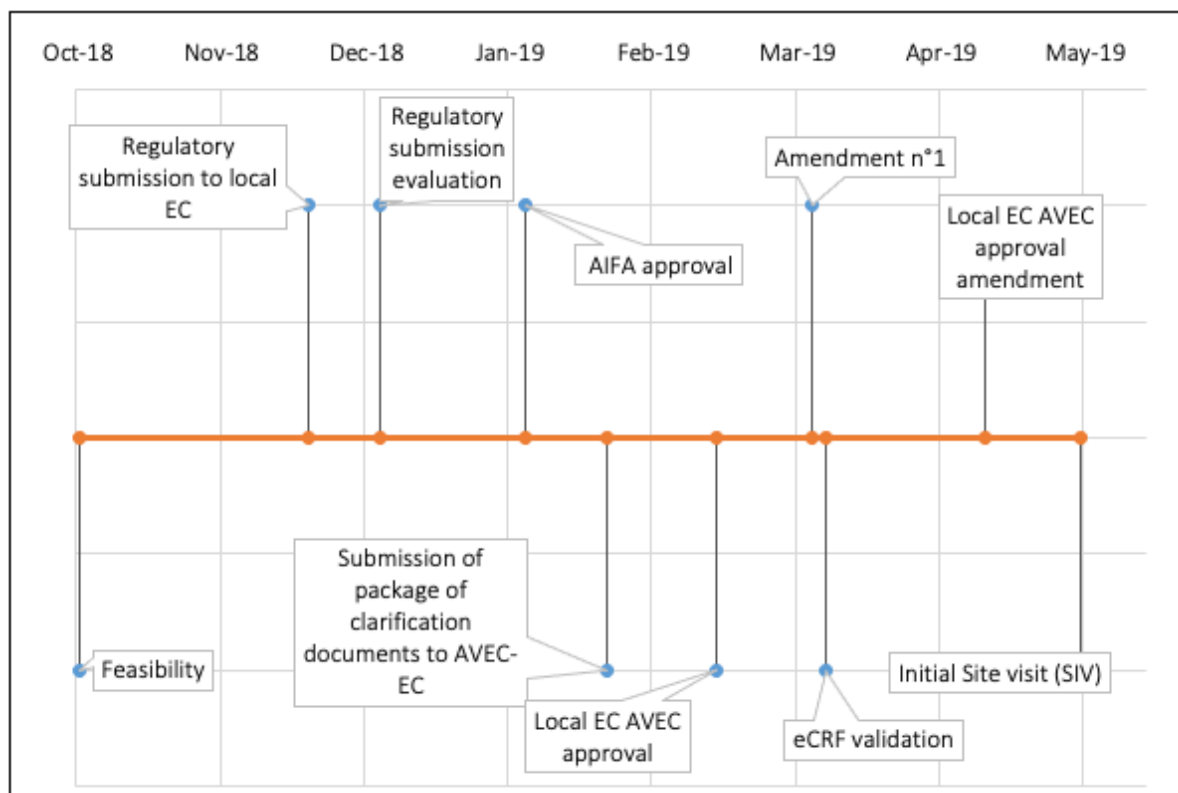 Oct-18 Nov-18 Dec-18 Jan-19 Feb-19 Mar-19 Apr-19 May-19
Regulatory
submission to local
EC
Regulatory
submission
evaluation
AIFA approval
Amendment n°1
Local EC AVEC
approval
amendment
Feasibility
Submission of
package of
clarification
documents to AVEC-
EC
Local EC AVEC
approval
eCRF validation
Initial Site visit (SIV)